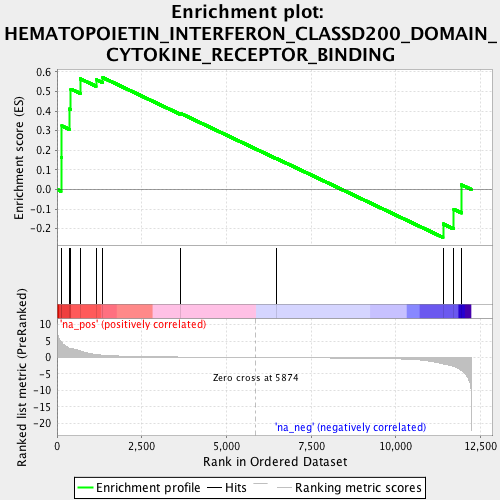 Enrichment plot:
HEMATOPOIETIN_INTERFERON_CLASSD200_DOMAIN_
CYTOKINE_RECEPTOR_BINDING
Enrichment score (ES)
0.6
0.5
0.4
0.3
0.2
0.1
0.0
-0.1
-0.2
'na_pos' (positively correlated)
Ranked list metric (PreRanked)
10
5
0
-5
-10
-15
-20
Zero cross at 5874
'na_neg' (negatively correlated)
0
2,500
5,000
7,500
10,000
12,500
Rank in Ordered Dataset
Enrichment profile
Hits
Ranking metric scores